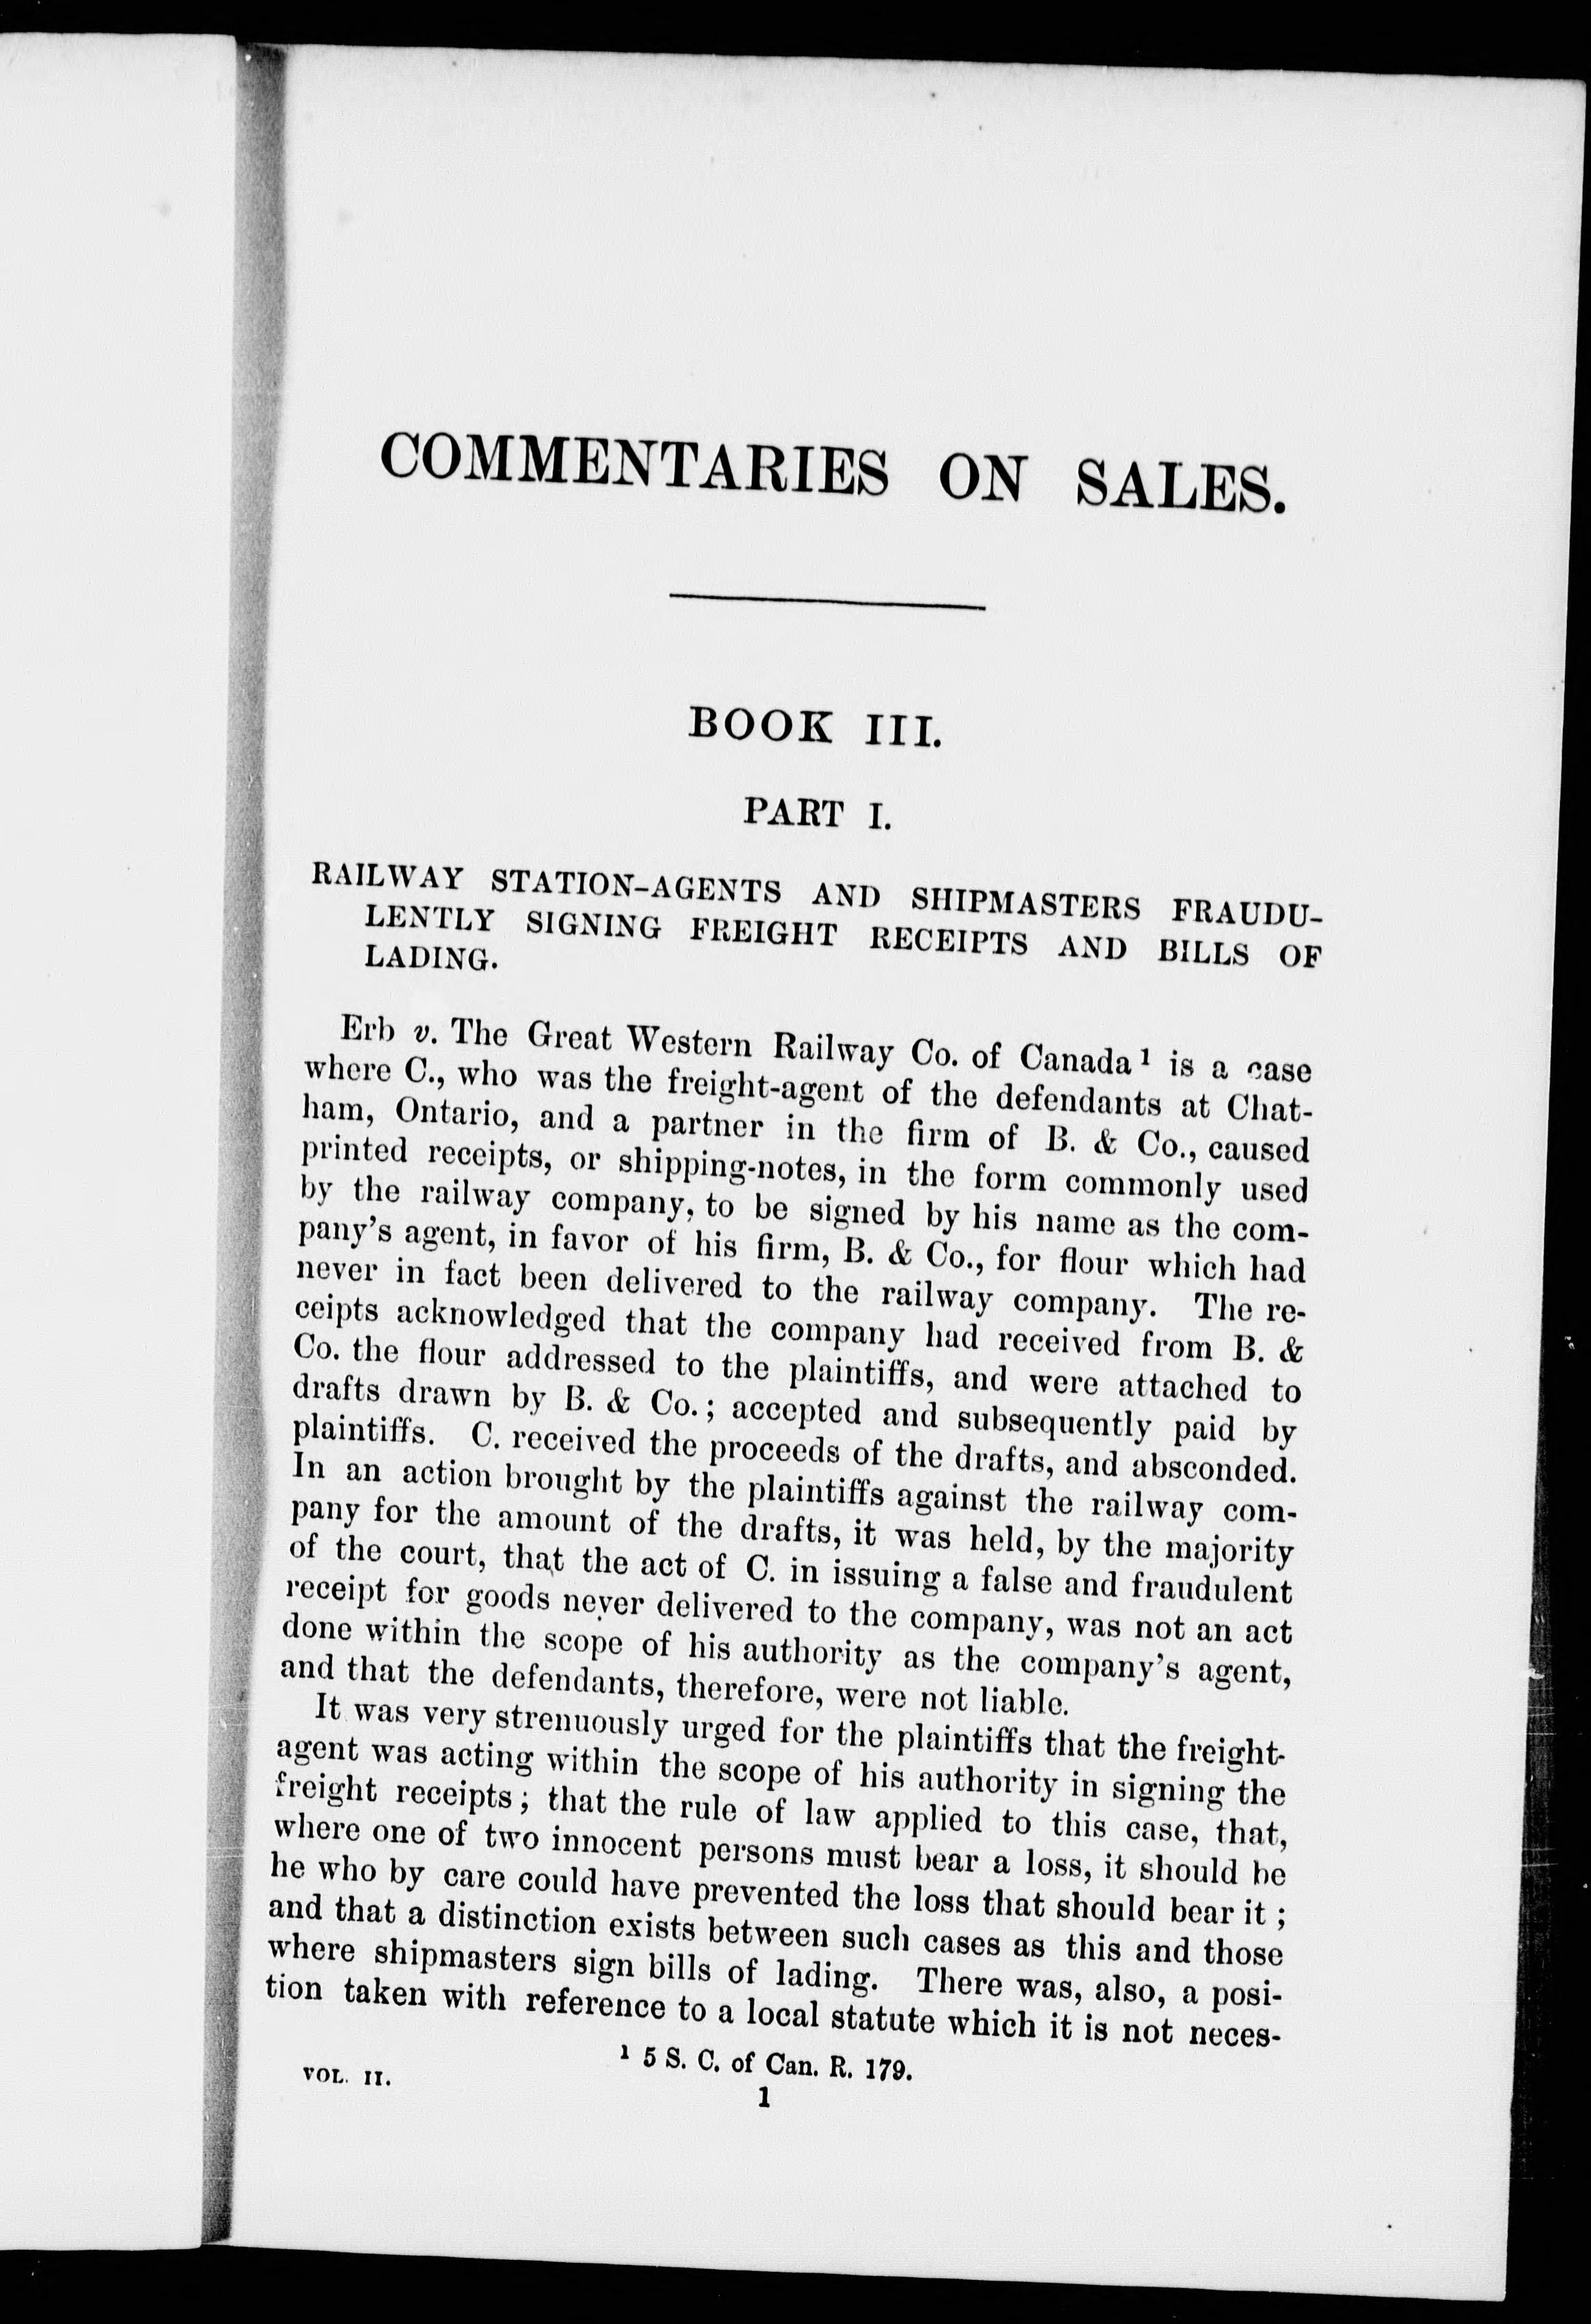 COMMENTARIES ON SALES.
BOOK III.
PART I.
RAILWAY STATION-AGENTS AND SHIPMASTERS FRAUDU-
LENTLY SIGNING FREIGHT RECEIPTS AND BILLS OF
LADING.
Erb v. The Great Western Railway Co. of Canada¹ is a case
where C., who was the freight-agent of the defendants at Chat-
ham, Ontario, and a partner in the firm of B. & Co., caused
printed receipts, or shipping-notes, in the form commonly used
by the railway company, to be signed by his name as the com-
pany's agent, in favor of his firm, B. & Co., for flour which had
never in fact been delivered to the railway company. The re-
ceipts acknowledged that the company had received from B. &
Co. the flour addressed to the plaintiffs, and were attached to
drafts drawn by B. & Co.; accepted and subsequently paid by
plaintiffs. C. received the proceeds of the drafts, and absconded.
In an action brought by the plaintiffs against the railway com-
pany for the amount of the drafts, it was held, by the majority
of the court, that the act of C. in issuing a false and fraudulent
receipt for goods never delivered to the company, was not an act
done within the scope of his authority as the company's agent,
and that the defendants, therefore, were not liable.
It was very strenuously urged for the plaintiffs that the freight-
agent was acting within the scope of his authority in signing the
freight receipts; that the rule of law applied to this case, that,
where one of two innocent persons must bear a loss, it should be
he who by care could have prevented the loss that should bear it;
and that a distinction exists between such cases as this and those
where shipmasters sign bills of lading. There was, also, a posi-
tion taken with reference to a local statute which it is not neces-
¹ 5 S. C. of Can. R. 179.
VOL. II.
1